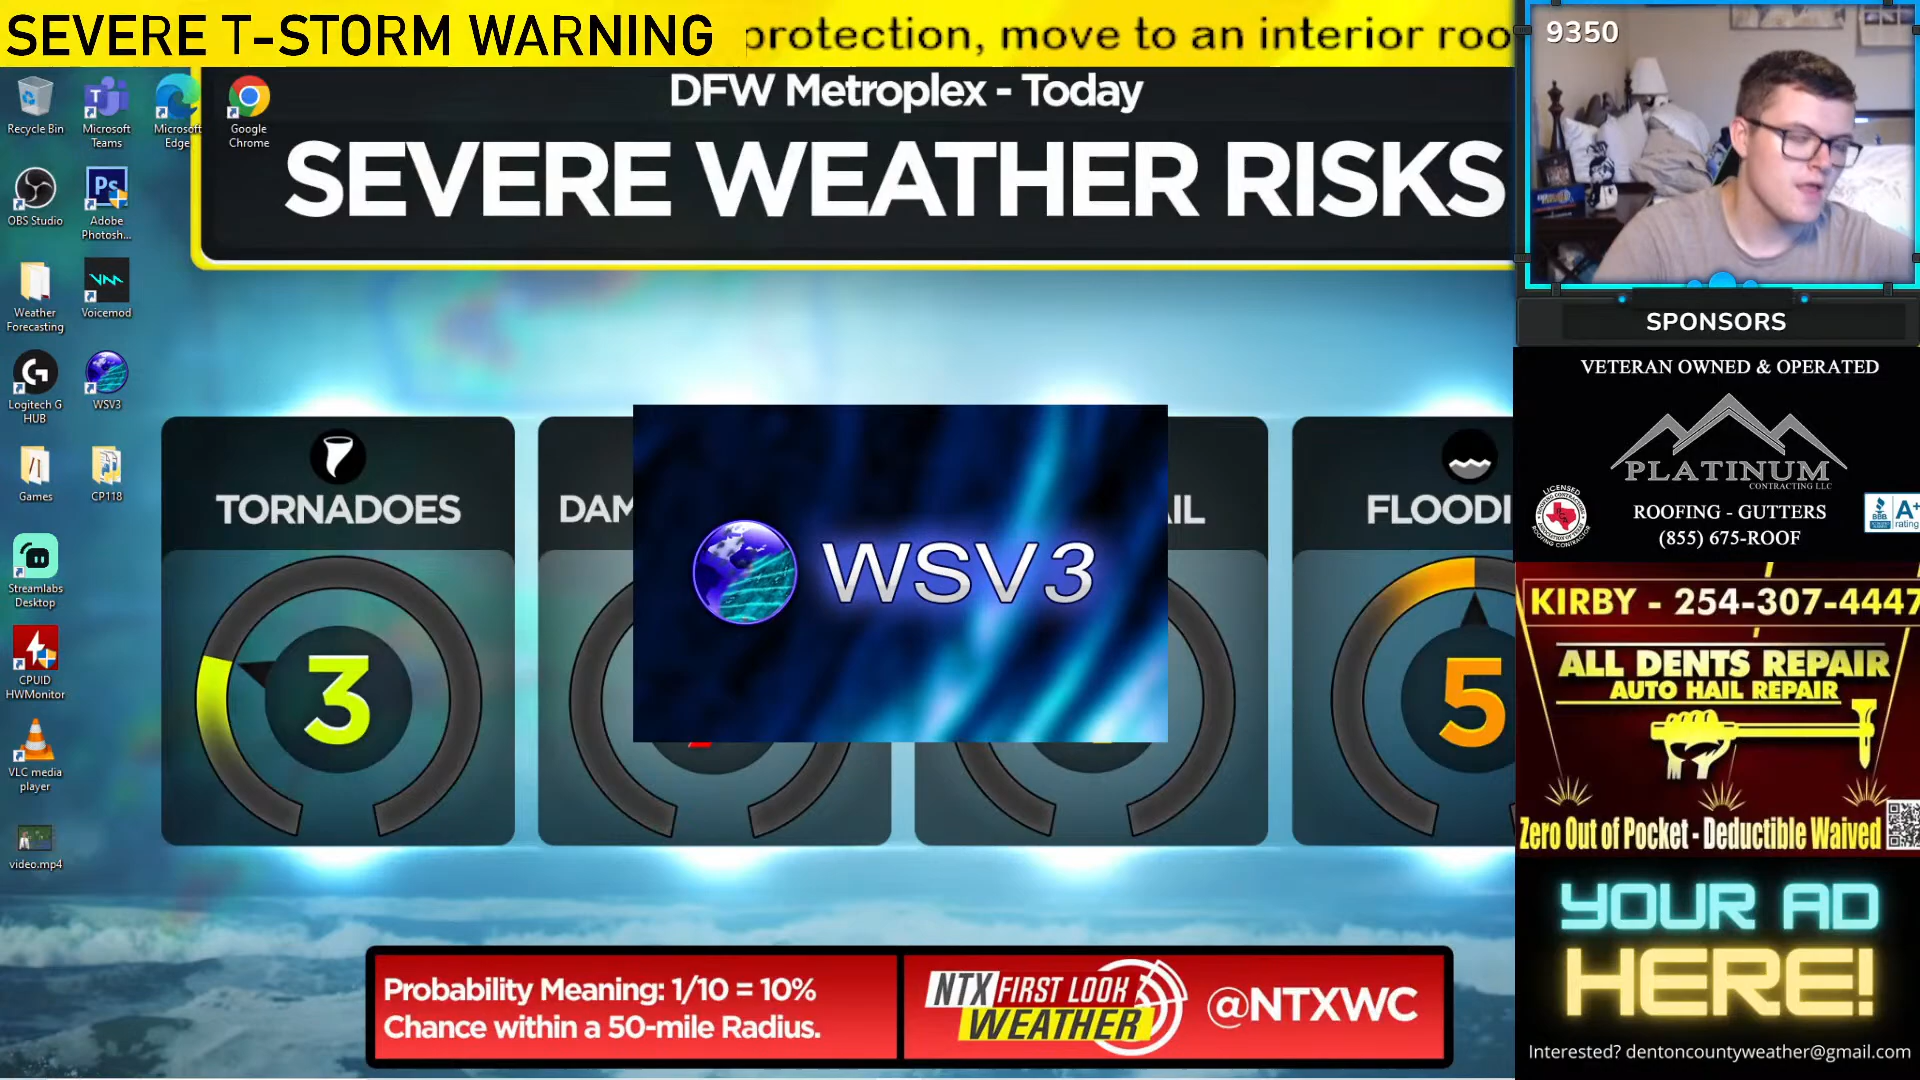 SEVERE T-STORM WARNING
protection, move to an interior roo
9350
DFW Metroplex - Today
SEVERE WEATHER RISKS
Recycle Bin
Microsoft
Teams
Microsoft
Edge
Google
Chrome
OBS Studio
Ps
Adobe
Photosh...
Weather
Forecasting
Voicemod
Logitech G
HUB
WSV3
Games
CP118
Streamlabs
Desktop
CPUID
HWMonitor
VLC media
player
video.mp4
TORNADOES
3
DAM
WSV3
IL
FLOODI
5
Probability Meaning: 1/10 = 10%
Chance within a 50-mile Radius.
NTX FIRST LOOK
WEATHER
@NTXWC
SPONSORS
VETERAN OWNED & OPERATED
PLATINUM
CONTRACTING LLC
LICENSED
ROOFING - GUTTERS
(855) 675-ROOF
BBB
A+
rating
KIRBY - 254-307-4447
ALL DENTS REPAIR
AUTO HAIL REPAIR
Zero Out of Pocket - Deductible Waived
YOUR AD
HERE!
Interested? dentoncountyweather@gmail.com